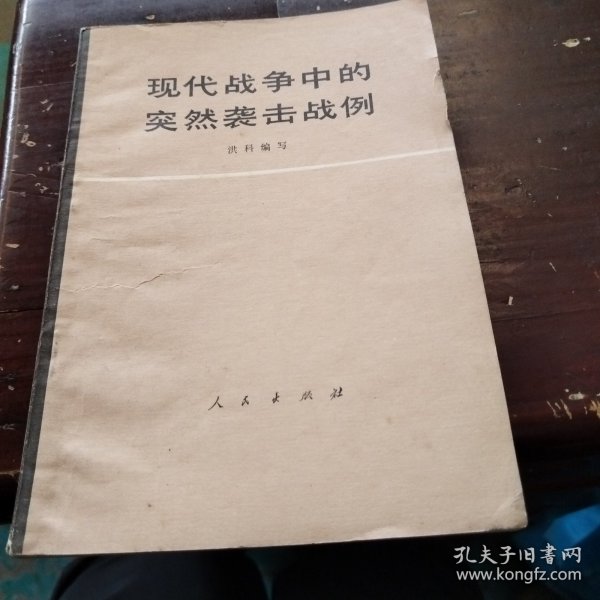 现代战争中的
突然袭击战例
洪科编写
人民出版社
孔夫子旧书网
www.kongfz.com